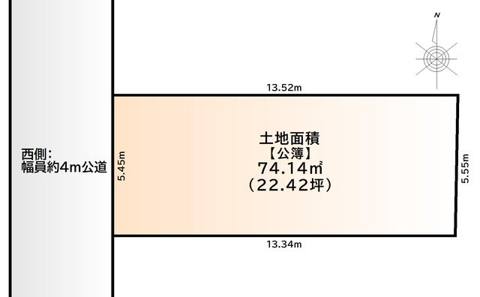 N
13.52m
西側：
幅員約4m公道
5.45m
土地面積
【公簿】
74.14㎡
（22.42坪）
5.55m
13.34m